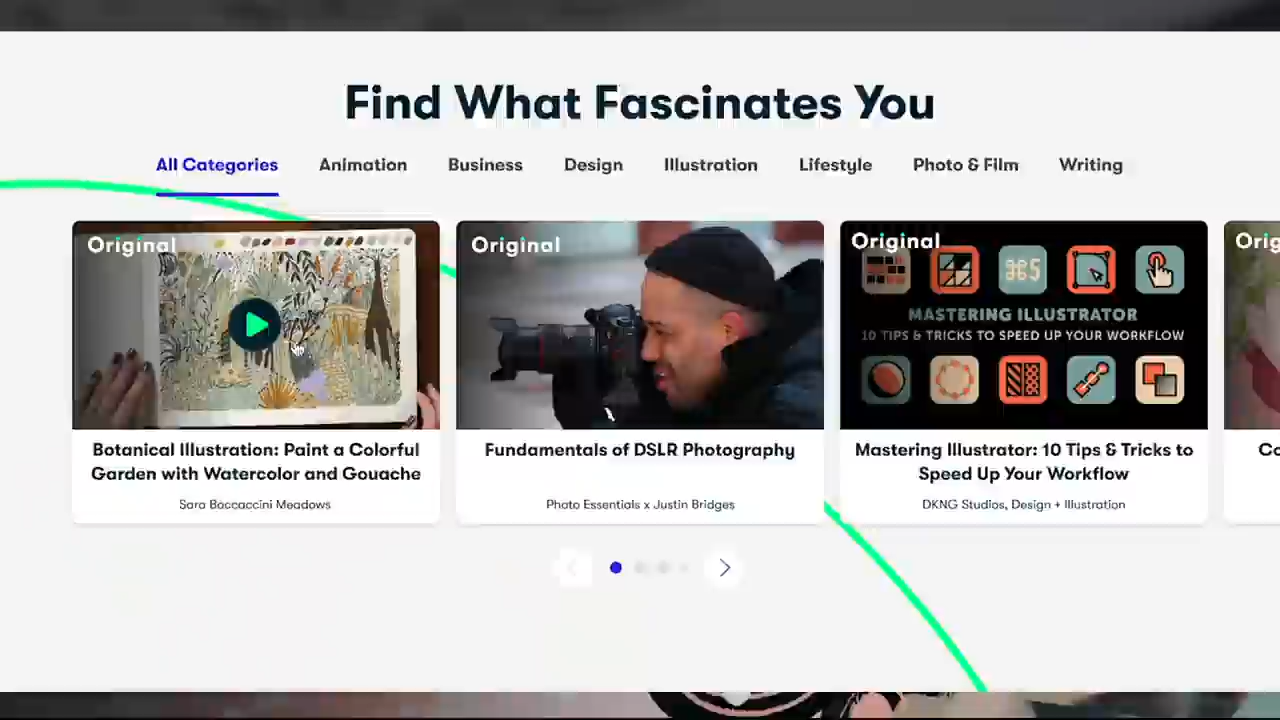 Find What Fascinates You
All Categories Animation Business Design Illustration Lifestyle Photo & Film Writing
Original
Original
Original
Orig
⌘S
MASTERING ILLUSTRATOR
10 TIPS & TRICKS TO SPEED UP YOUR WORKFLOW
Botanical Illustration: Paint a Colorful
Garden with Watercolor and Gouache
Sara Boccaccini Meadows
Fundamentals of DSLR Photography
Photo Essentials x Justin Bridges
Mastering Illustrator: 10 Tips & Tricks to
Speed Up Your Workflow
DKNG Studios, Design + Illustration
Co